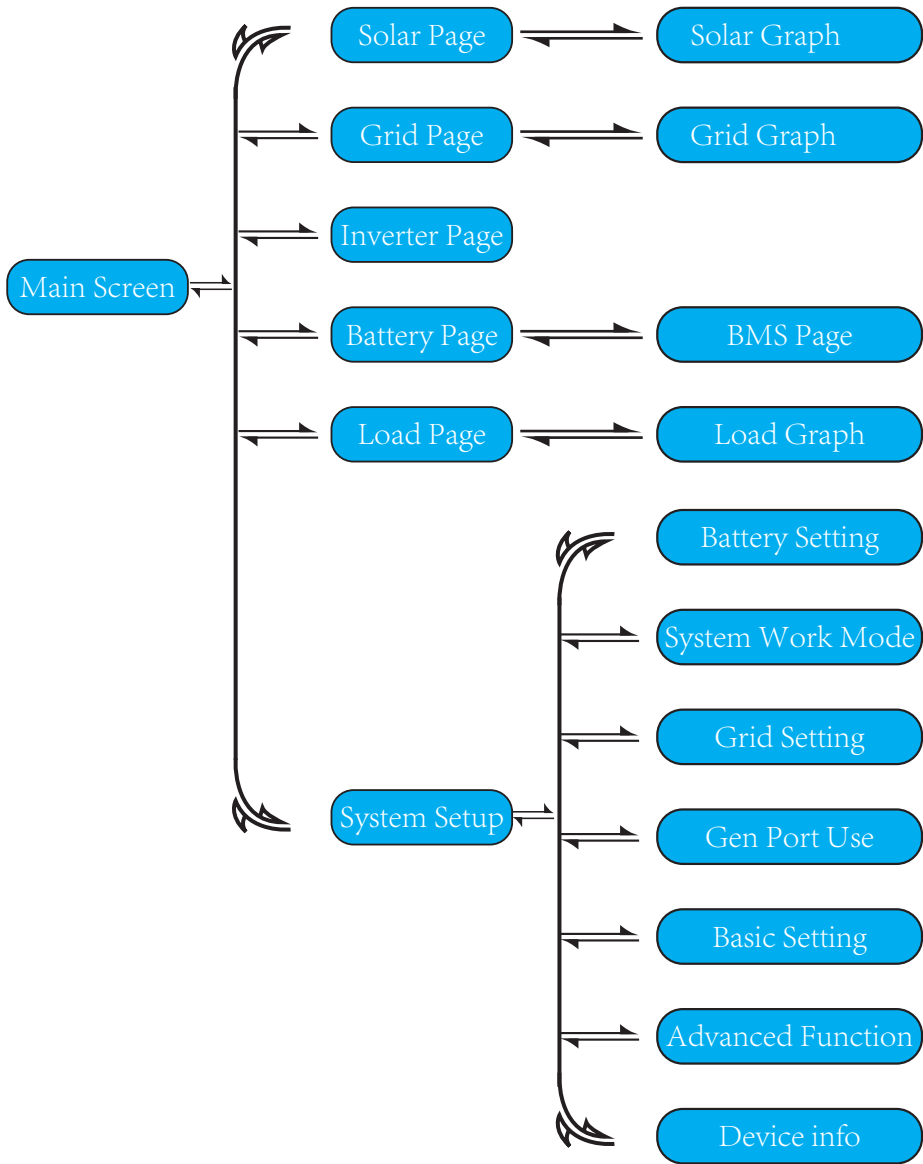 Solar Page
Solar Graph
Grid Page
Grid Graph
Inverter Page
Main Screen
Battery Page
BMS Page
Load Page
Load Graph
Battery Setting
System Work Mode
Grid Setting
System Setup
Gen Port Use
Basic Setting
Advanced Function
Device info